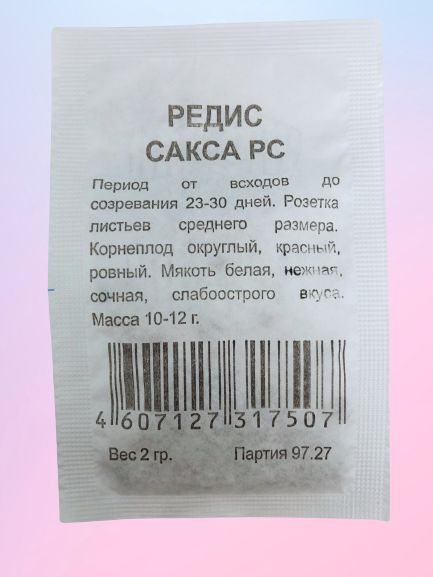 РЕДИС
САКСА РС
Период от всходов до
созревания 23-30 дней. Розетка
листьев среднего размера.
Корнеплод округлый, красный,
ровный. Мякоть белая, нежная,
сочная, слабоострого вкуса.
Масса 10-12 г.
4 607127 317507
Вес 2 гр. Партия 97.27